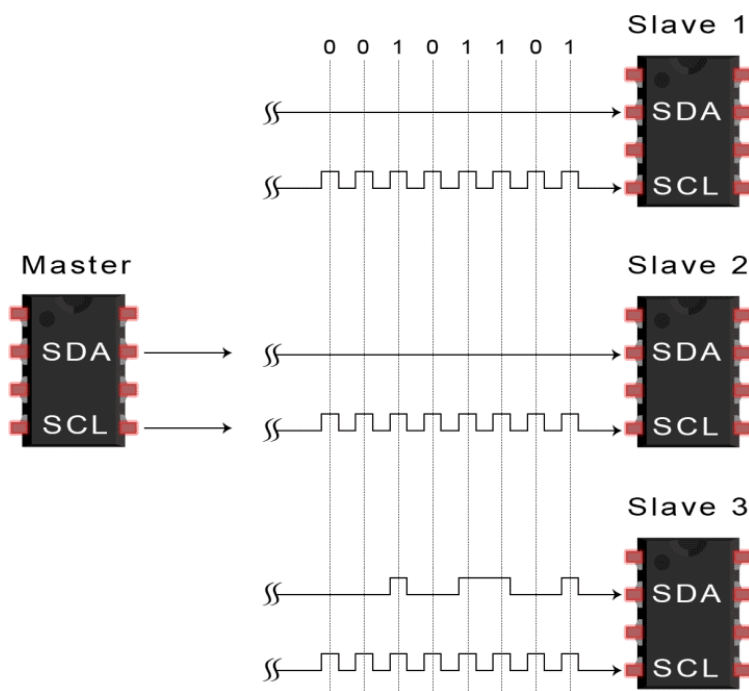 Slave 1
0 0 1 0 1 1 0 1
SDA
SCL
Master
SDA
SCL
Slave 2
SDA
SCL
Slave 3
SDA
SCL